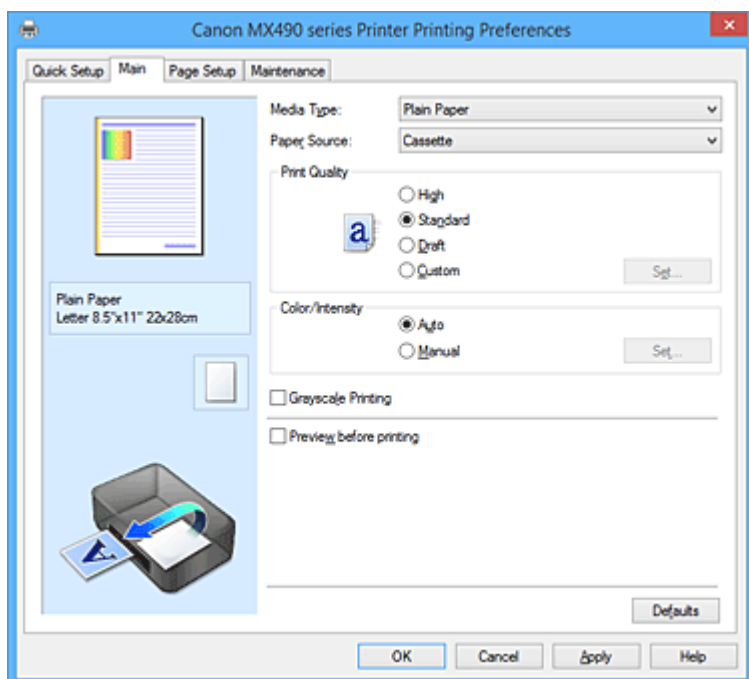 Canon MX490 series Printer Printing Preferences
Quick Setup Main Page Setup Maintenance
Media Type: Plain Paper
Paper Source: Cassette
Print Quality
High
a Standard
Draft
Custom Set...
Plain Paper
Letter 8.5"x11" 22x28cm
Color/Intensity
Auto
Manual Set...
Grayscale Printing
Preview before printing
A
Defaults
OK Cancel Apply Help